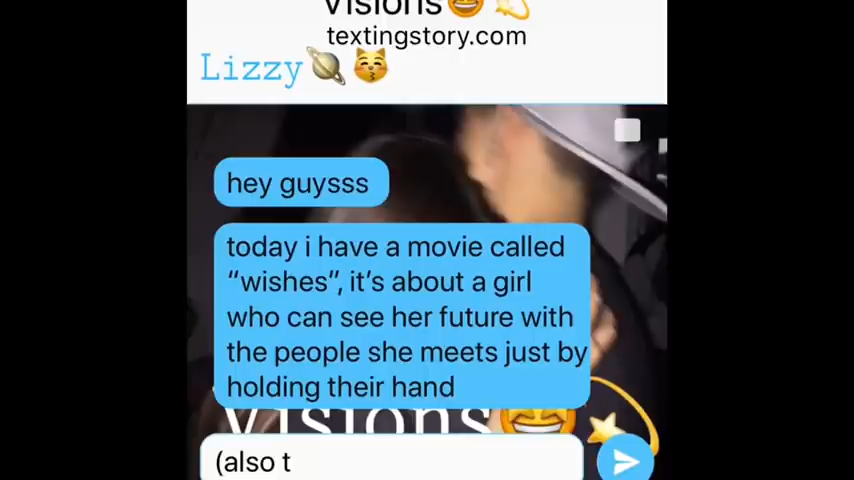 Visions🤩💫
textingstory.com
Lizzy🪐😽
hey guysss
today i have a movie called
“wishes”, it’s about a girl
who can see her future with
the people she meets just by
holding their hand
Visions🤩💫
(also t